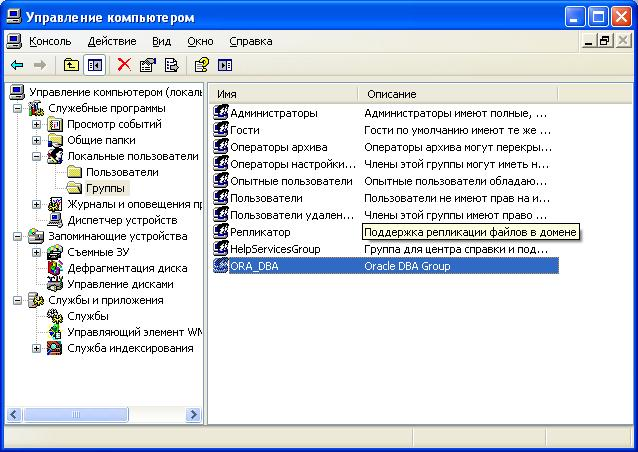 Управление компьютером
Консоль Действие Вид Окно Справка
Управление компьютером (локаль
Служебные программы
Просмотр событий
Общие папки
Локальные пользователи
Пользователи
Группы
Журналы и оповещения пр
Диспетчер устройств
Запоминающие устройства
Съемные ЗУ
Дефрагментация диска
Управление дисками
Службы и приложения
Службы
Управляющий элемент WM
Служба индексирования
Имя Описание
Администраторы Администраторы имеют полные, ...
Гости Гости по умолчанию имеют те же ...
Операторы архива Операторы архива могут перекры...
Операторы настройки... Члены этой группы могут иметь н...
Опытные пользователи Опытные пользователи обладаю...
Пользователи Пользователи не имеют прав на и...
Пользователи удален... Члены этой группы имеют право ...
Репликатор Поддержка репликации файлов в домене
HelpServicesGroup Группа для центра справки и под...
ORA_DBA Oracle DBA Group